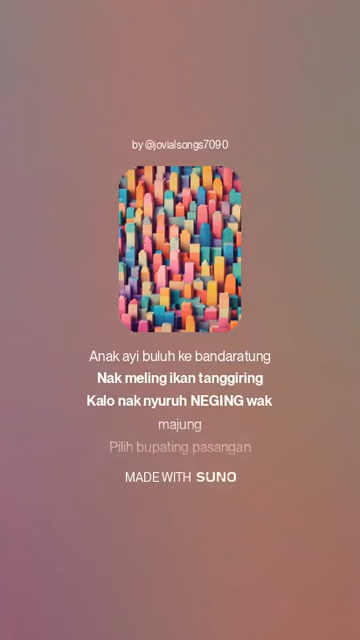 by @jovialsongs7090
Anak ayi buluh ke bandaratung
Nak meling ikan tanggiring
Kalo nak nyuruh NEGING wak
majung
Pilih bupating pasangan
MADE WITH SUNO